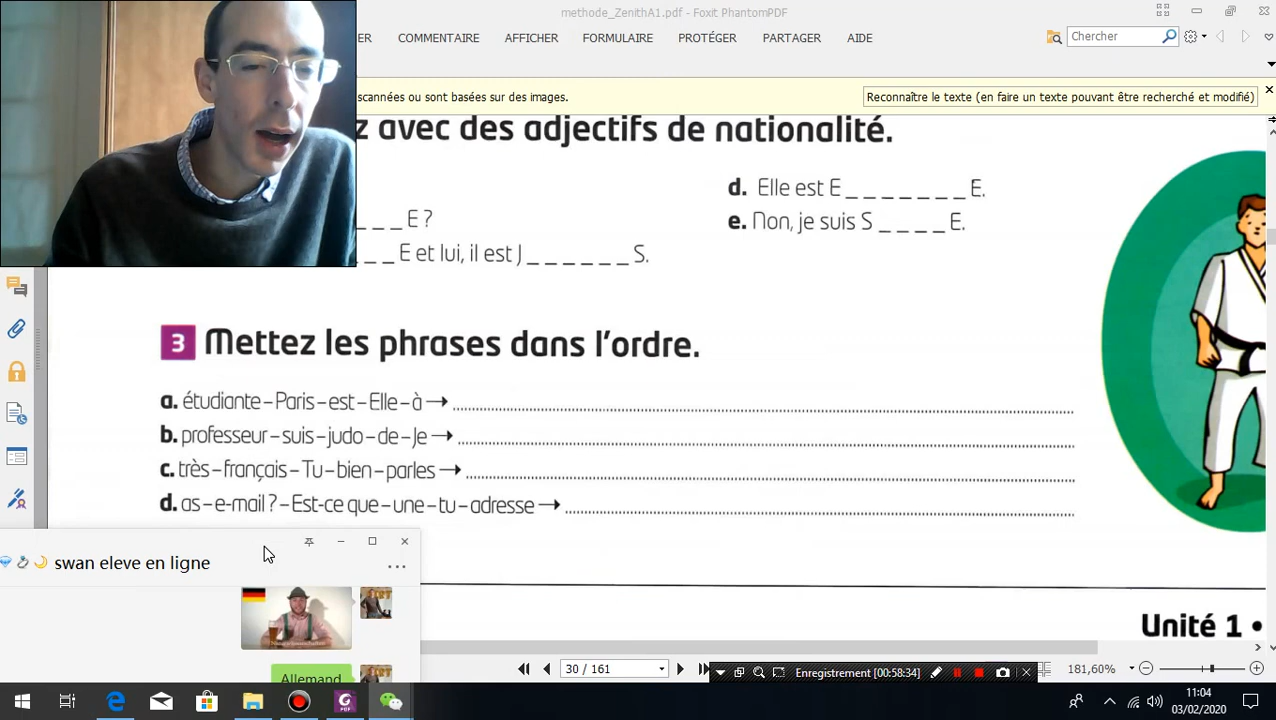 methode_ZenithA1.pdf - Foxit PhantomPDF
COMMENTAIRE AFFICHER FORMULAIRE PROTÉGER PARTAGER AIDE
Chercher
scannées ou sont basées sur des images.
Reconnaître le texte (en faire un texte pouvant être recherché et modifié)
z avec des adjectifs de nationalité.
d. Elle est E _ _ _ _ _ _ _ E.
_ _ _ E ?
e. Non, je suis S _ _ _ _ E.
_ _ _ E et lui, il est J _ _ _ _ _ _ S.
3 Mettez les phrases dans l'ordre.
a. étudiante – Paris – est – Elle – à →
b. professeur – suis – judo – de – Je →
c. très – français – Tu – bien – parles →
d. as – e-mail ? – Est-ce que – une – tu – adresse →
swan eleve en ligne
Allemand
Unité 1 •
30 / 161
Enregistrement (00:58:34)
181,60%
11:04
03/02/2020